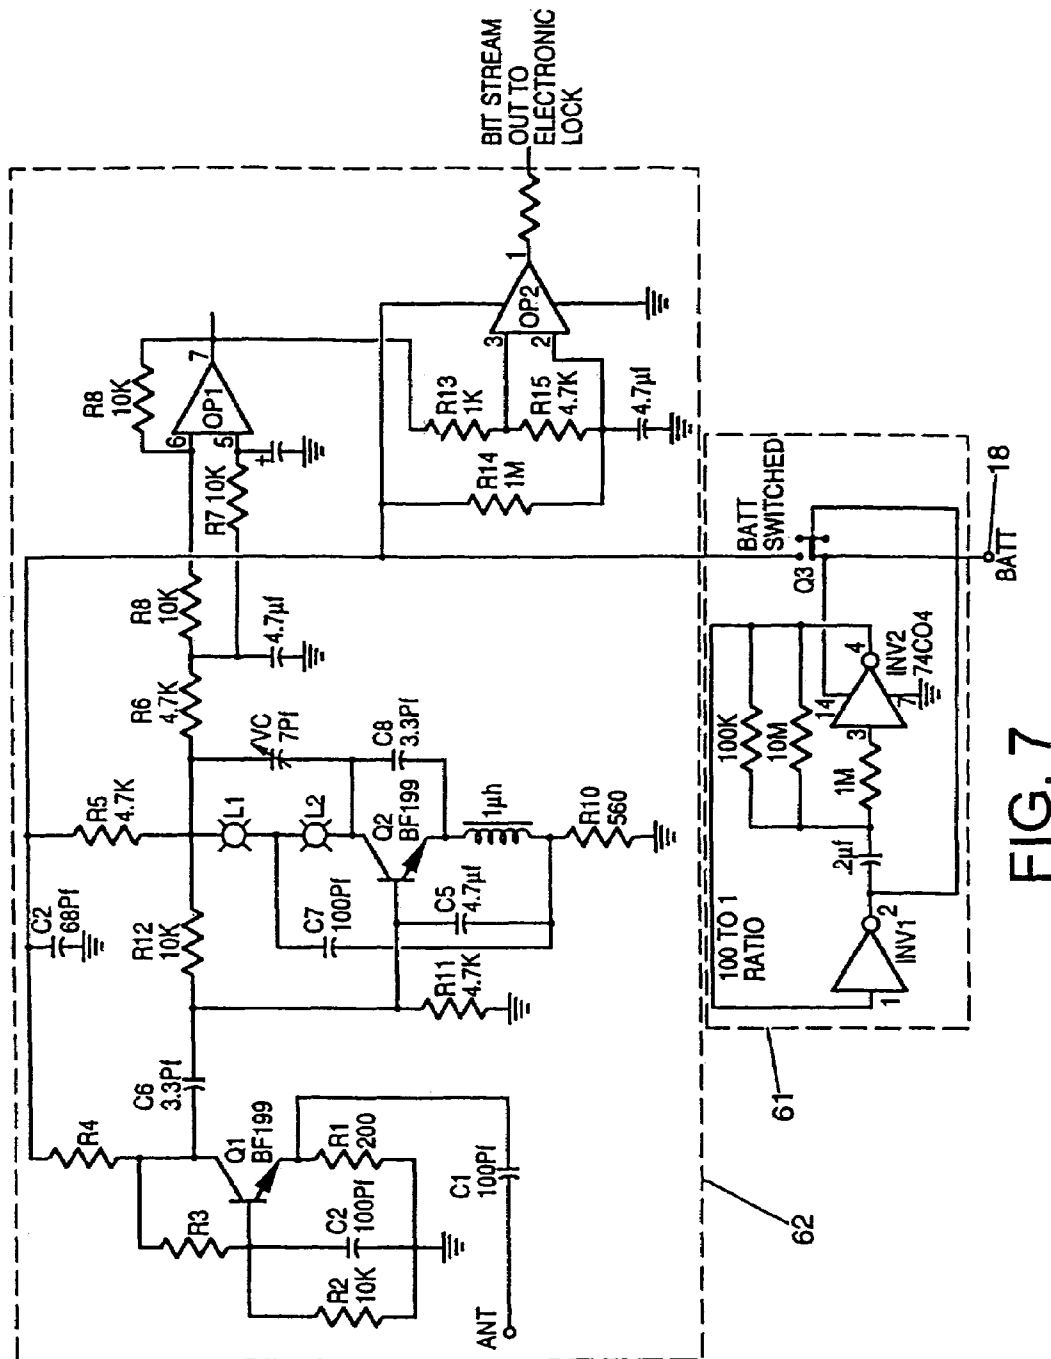 C2
68Pf
R4
R5
4.7K
R3
C6
3.3Pf
R12
10K
L1
L2
VC
7Pf
R6
4.7K
R8
10K
R8
10K
6
5
7
OP1
R7 10K
+
4.7µf
Q1
BF199
R2
10K
C2
100Pf
R1
200
C1
100Pf
ANT
R11
4.7K
C7
100Pf
C5
4.7µf
Q2
BF199
C8
3.3Pf
1µh
R10
560
R13
1K
R14
1M
R15
4.7K
4.7µf
3
2
1
OP2
BIT STREAM
OUT TO
ELECTRONIC
LOCK
62
61
100 TO 1
RATIO
1
2
INV1
.2µf
100K
10M
1M
3
14
4
7
INV2
74CO4
Q3
BATT
SWITCHED
BATT
18
FIG. 7